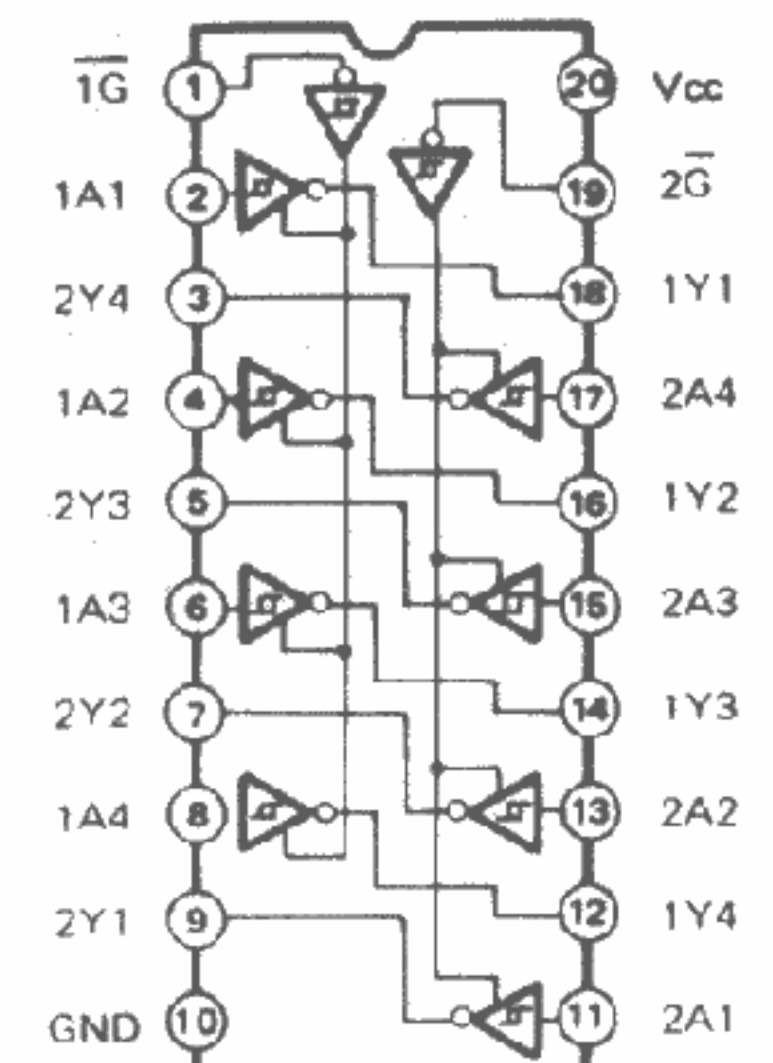 1G 1 20 Vcc
1A1 2 19 2G
2Y4 3 18 1Y1
1A2 4 17 2A4
2Y3 5 16 1Y2
1A3 6 15 2A3
2Y2 7 14 1Y3
1A4 8 13 2A2
2Y1 9 12 1Y4
GND 10 11 2A1